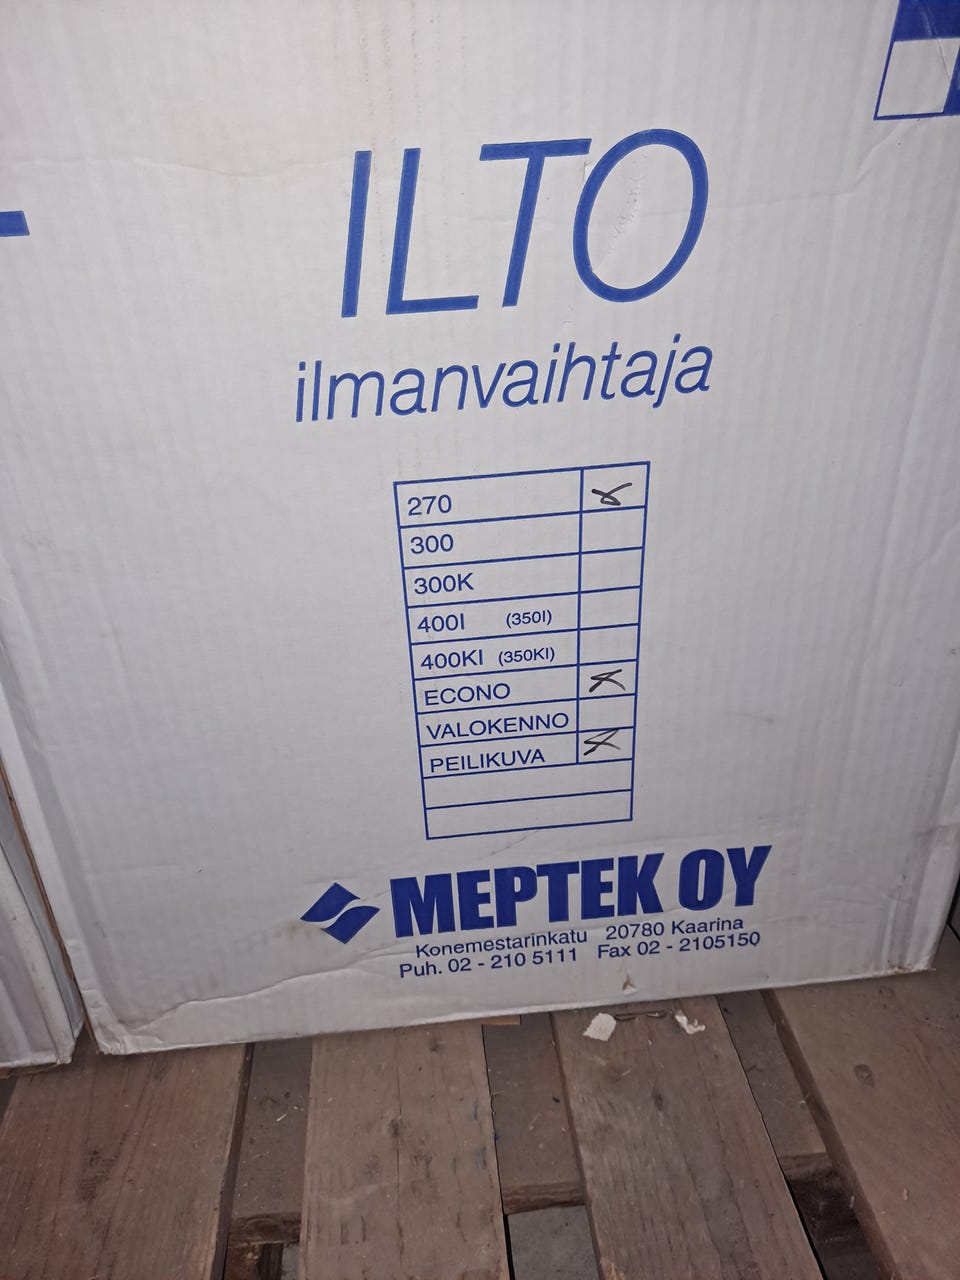 ILTO
ilmanvaihtaja
270
300
300K
400I (350I)
400KI (350KI)
ECONO
VALOKENNO
PEILIKUVA
MEPTEK OY
Konemestarinkatu 20780 Kaarina
Puh. 02 - 210 5111 Fax 02 - 2105150